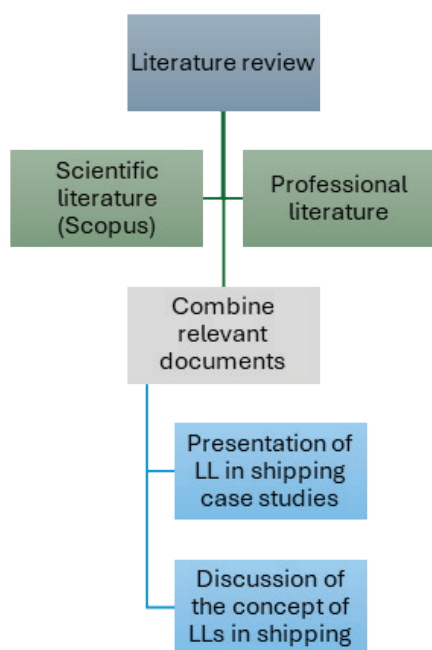 Literature review
Scientific
literature
(Scopus)
Professional
literature
Combine
relevant
documents
Presentation of
LL in shipping
case studies
Discussion of
the concept of
LLs in shipping